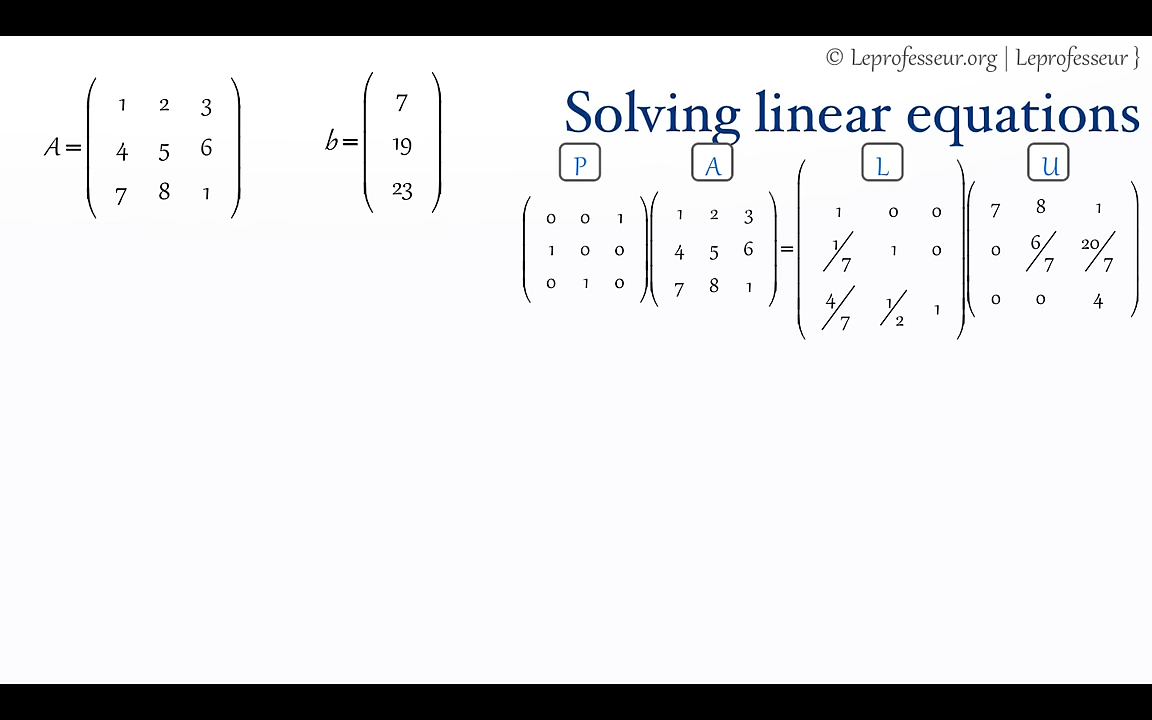 © Leprofesseur.org | Leprofesseur }
Solving linear equations
A = ( 1 2 3
4 5 6
7 8 1 )
b = ( 7
19
23 )
P A L U
( 0 0 1
1 0 0
0 1 0 )
( 1 2 3
4 5 6
7 8 1 )
=
( 1 0 0
1/7 1 0
4/7 1/2 1 )
( 7 8 1
0 6/7 20/7
0 0 4 )